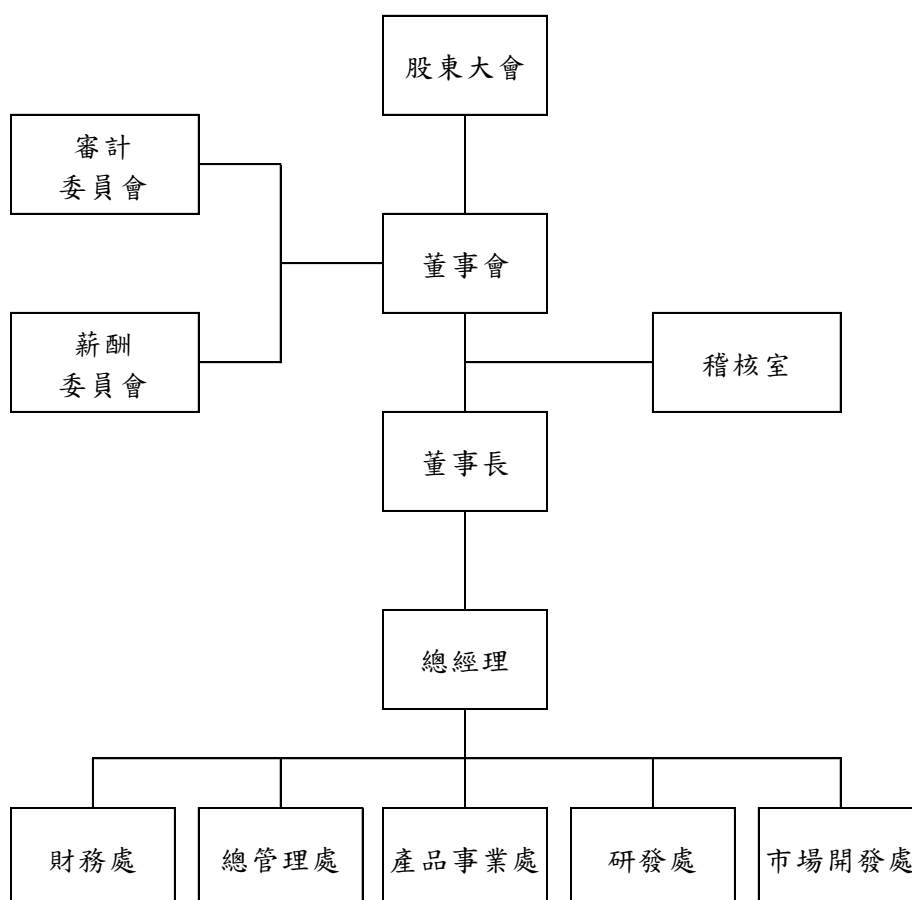 股東大會
審計
委員會
董事會
薪酬
委員會
稽核室
董事長
總經理
財務處
總管理處
產品事業處
研發處
市場開發處